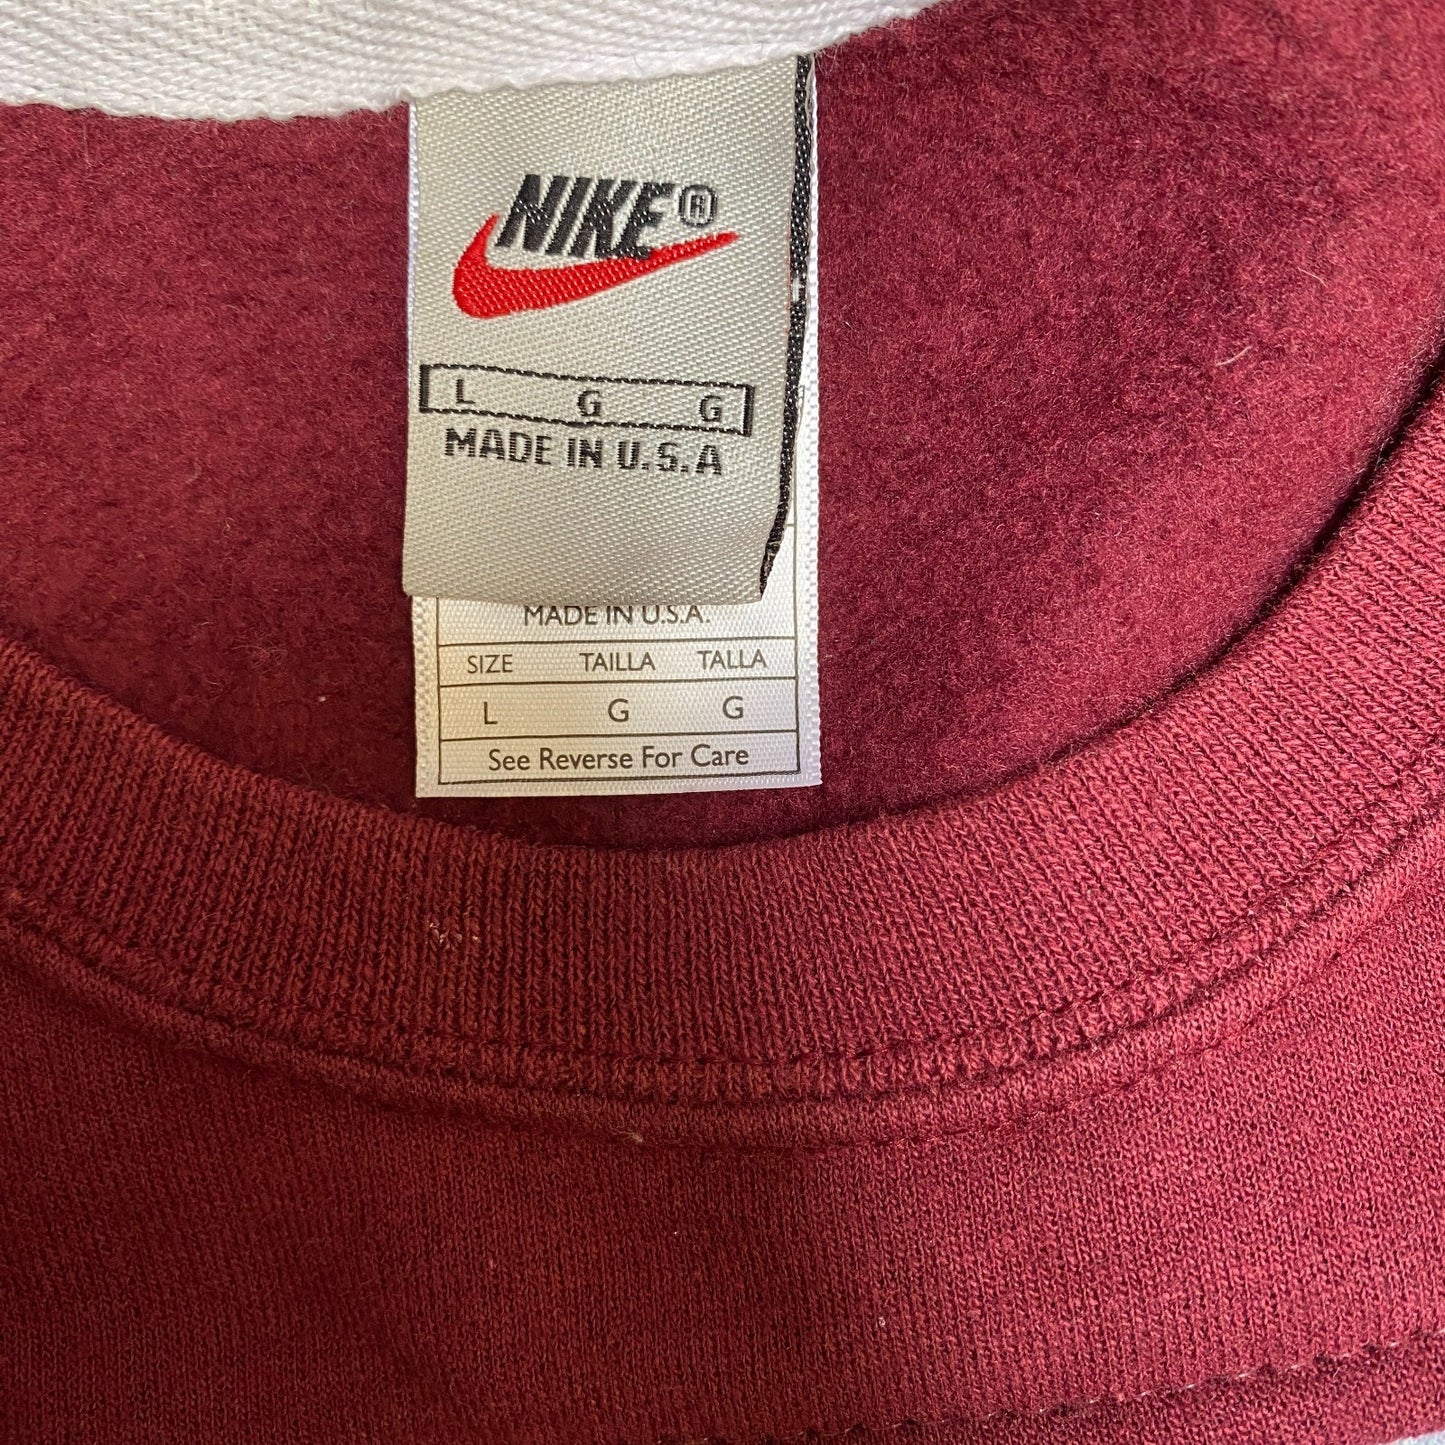 NIKE®
L G G
MADE IN U.S.A
MADE IN U.S.A.
SIZE TAILLA TALLA
L G G
See Reverse For Care